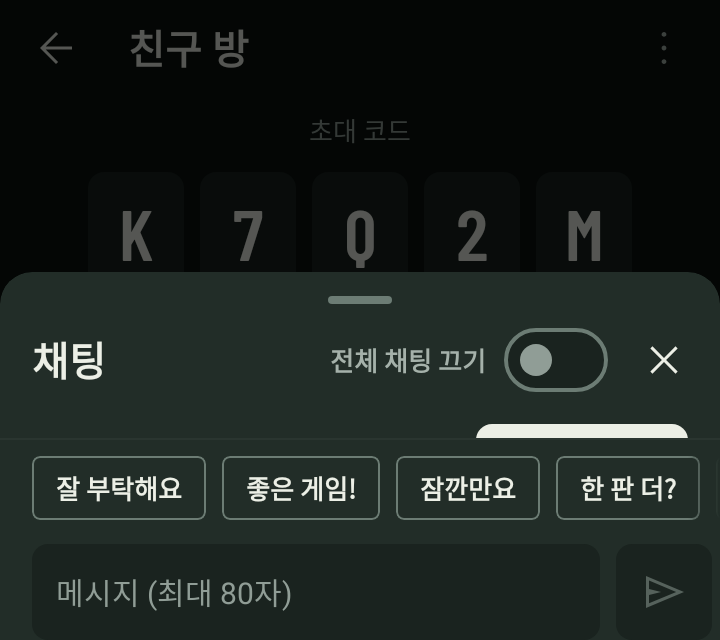 친구 방
초대 코드
K 7 Q 2 M
채팅
전체 채팅 끄기
잘 부탁해요
좋은 게임!
잠깐만요
한 판 더?
메시지 (최대 80자)